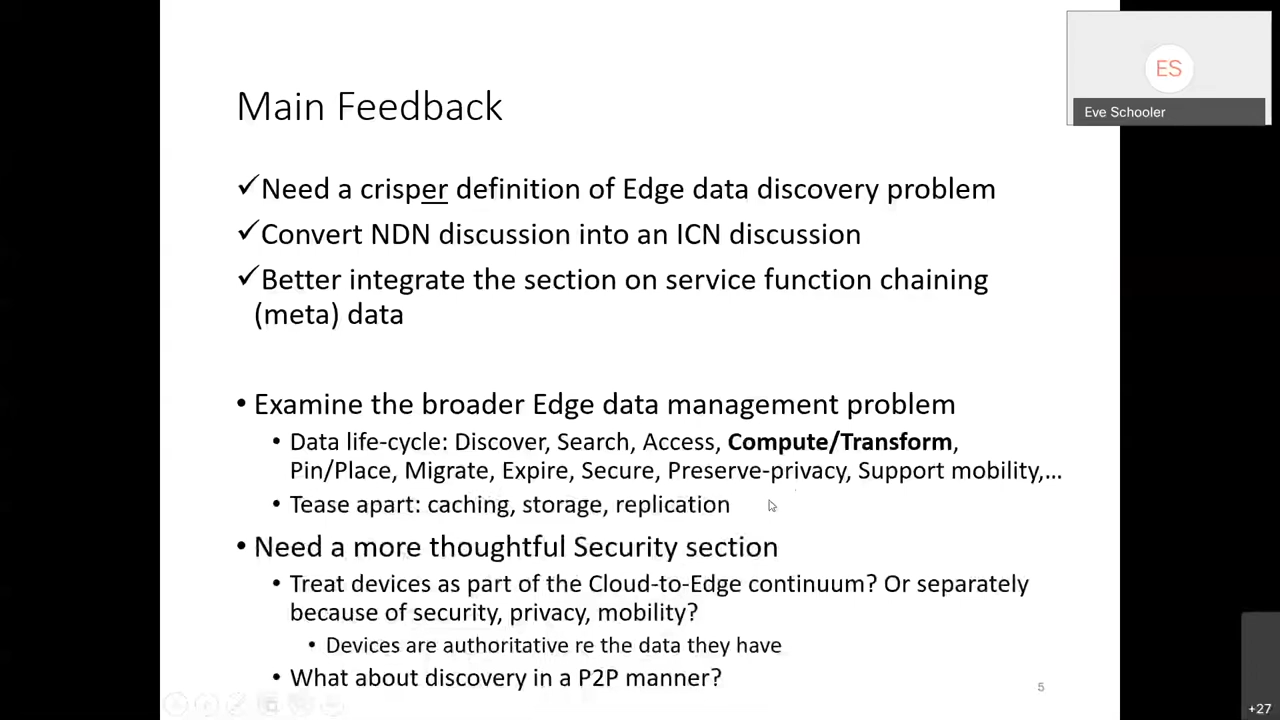 Main Feedback
✓Need a crisper definition of Edge data discovery problem
✓Convert NDN discussion into an ICN discussion
✓Better integrate the section on service function chaining
(meta) data
• Examine the broader Edge data management problem
• Data life-cycle: Discover, Search, Access, Compute/Transform,
Pin/Place, Migrate, Expire, Secure, Preserve-privacy, Support mobility,...
• Tease apart: caching, storage, replication
• Need a more thoughtful Security section
• Treat devices as part of the Cloud-to-Edge continuum? Or separately
because of security, privacy, mobility?
• Devices are authoritative re the data they have
• What about discovery in a P2P manner?
5
ES
Eve Schooler
+27